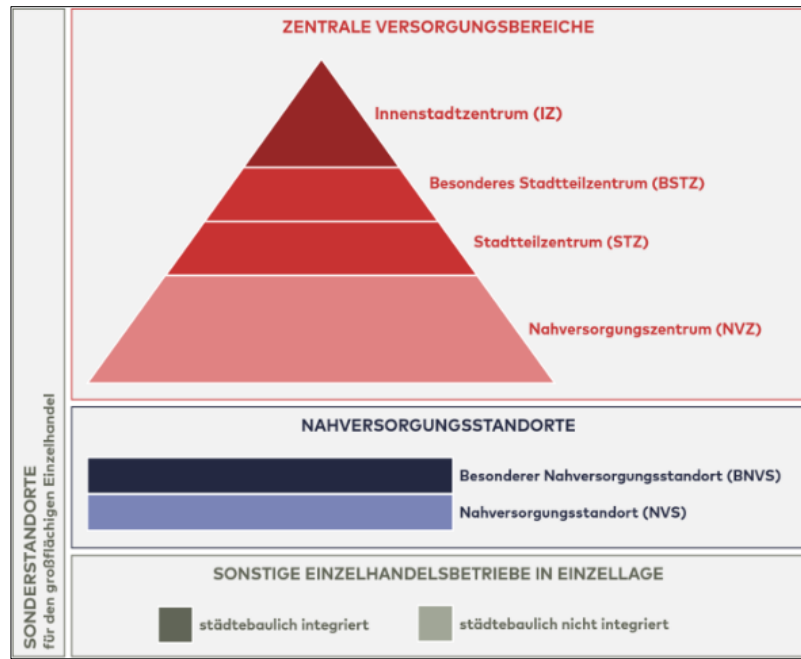 ZENTRALE VERSORGUNGSBEREICHE
Innenstadtzentrum (IZ)
Besonderes Stadtteilzentrum (BSTZ)
Stadtteilzentrum (STZ)
Nahversorgungszentrum (NVZ)
NAHVERSORGUNGSSTANDORTE
Besonderer Nahversorgungsstandort (BNVS)
Nahversorgungsstandort (NVS)
SONSTIGE EINZELHANDELSBETRIEBE IN EINZELLAGE
städtebaulich integriert
städtebaulich nicht integriert
SONDERSTANDORTE
für den großflächigen Einzelhandel